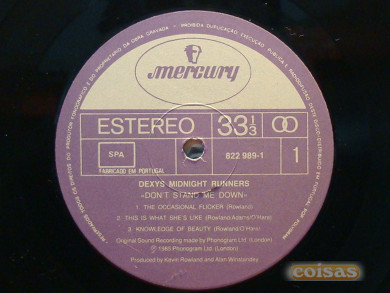 mercury
ESTEREO 33 1/3
SPA 822 989-1 1
FABRICADO EM PORTUGAL
DEXYS MIDNIGHT RUNNERS
-DON'T STAND ME DOWN-
1. THE OCCASIONAL FLICKER (Rowland)
2. THIS IS WHAT SHE'S LIKE (Rowland/Adams/O'Hara)
3. KNOWLEDGE OF BEAUTY (Rowland/O'Hara)
Original Sound Recording made by Phonogram Ltd. (London)
℗ 1985 Phonogram Ltd. (London)
Produced by Kevin Rowland and Alan Winstanley
coisas